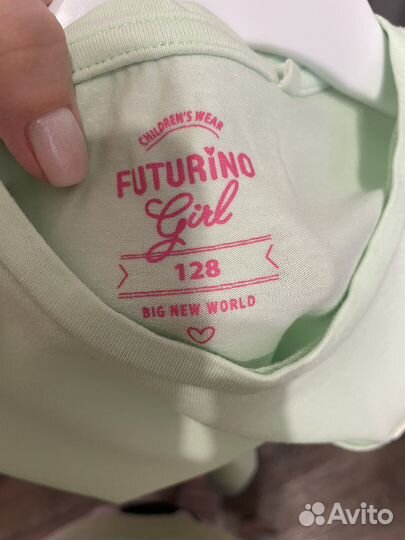 CHILDREN'S WEAR
FUTURINO
Girl
128
BIG NEW WORLD
Avito